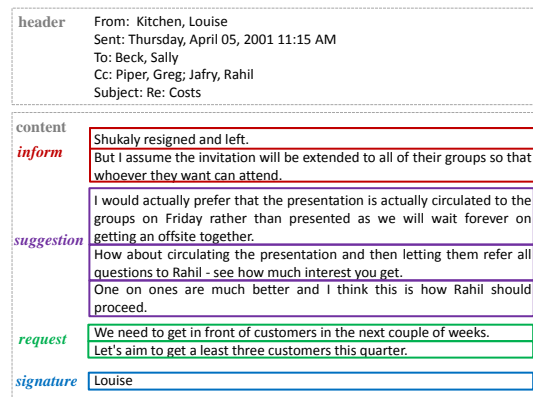 header
From: Kitchen, Louise
Sent: Thursday, April 05, 2001 11:15 AM
To: Beck, Sally
Cc: Piper, Greg; Jafry, Rahil
Subject: Re: Costs
content
inform
Shukaly resigned and left.
But I assume the invitation will be extended to all of their groups so that
whoever they want can attend.
suggestion
I would actually prefer that the presentation is actually circulated to the
groups on Friday rather than presented as we will wait forever on
getting an offsite together.
How about circulating the presentation and then letting them refer all
questions to Rahil - see how much interest you get.
One on ones are much better and I think this is how Rahil should
proceed.
request
We need to get in front of customers in the next couple of weeks.
Let's aim to get a least three customers this quarter.
signature
Louise